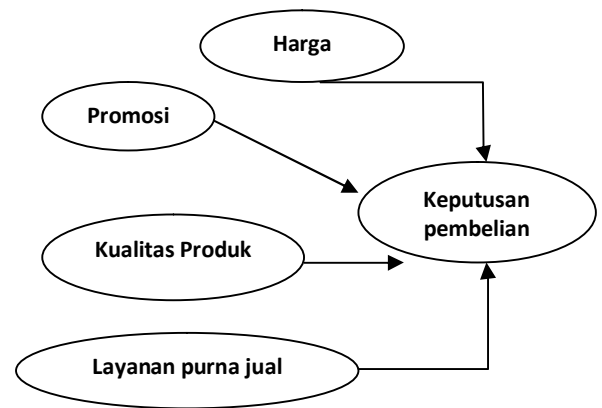 Harga
Promosi
Keputusan
pembelian
Kualitas Produk
Layanan purna jual